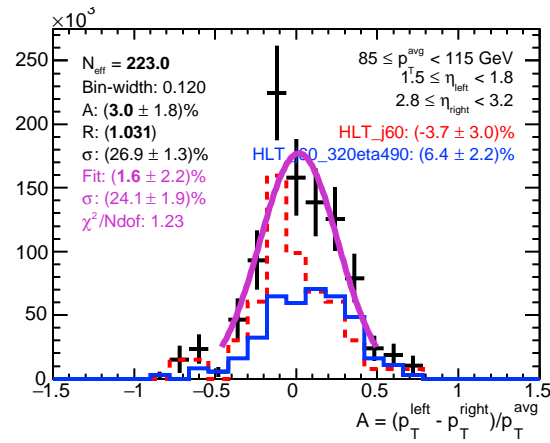 ×10³
N_eff = 223.0
Bin-width: 0.120
A: (3.0 ± 1.8)%
R: (1.031)
σ: (26.9 ± 1.3)%
Fit: (1.6 ± 2.2)%
σ: (24.1 ± 1.9)%
χ²/Ndof: 1.23
85 ≤ p_T^avg < 115 GeV
1.5 ≤ η_left < 1.8
2.8 ≤ η_right < 3.2
HLT_j60: (-3.7 ± 3.0)%
HLT_j60_320eta490: (6.4 ± 2.2)%
250
200
150
100
50
0
−1.5 −1 −0.5 0 0.5 1 1.5
A = (p_T^left - p_T^right)/p_T^avg